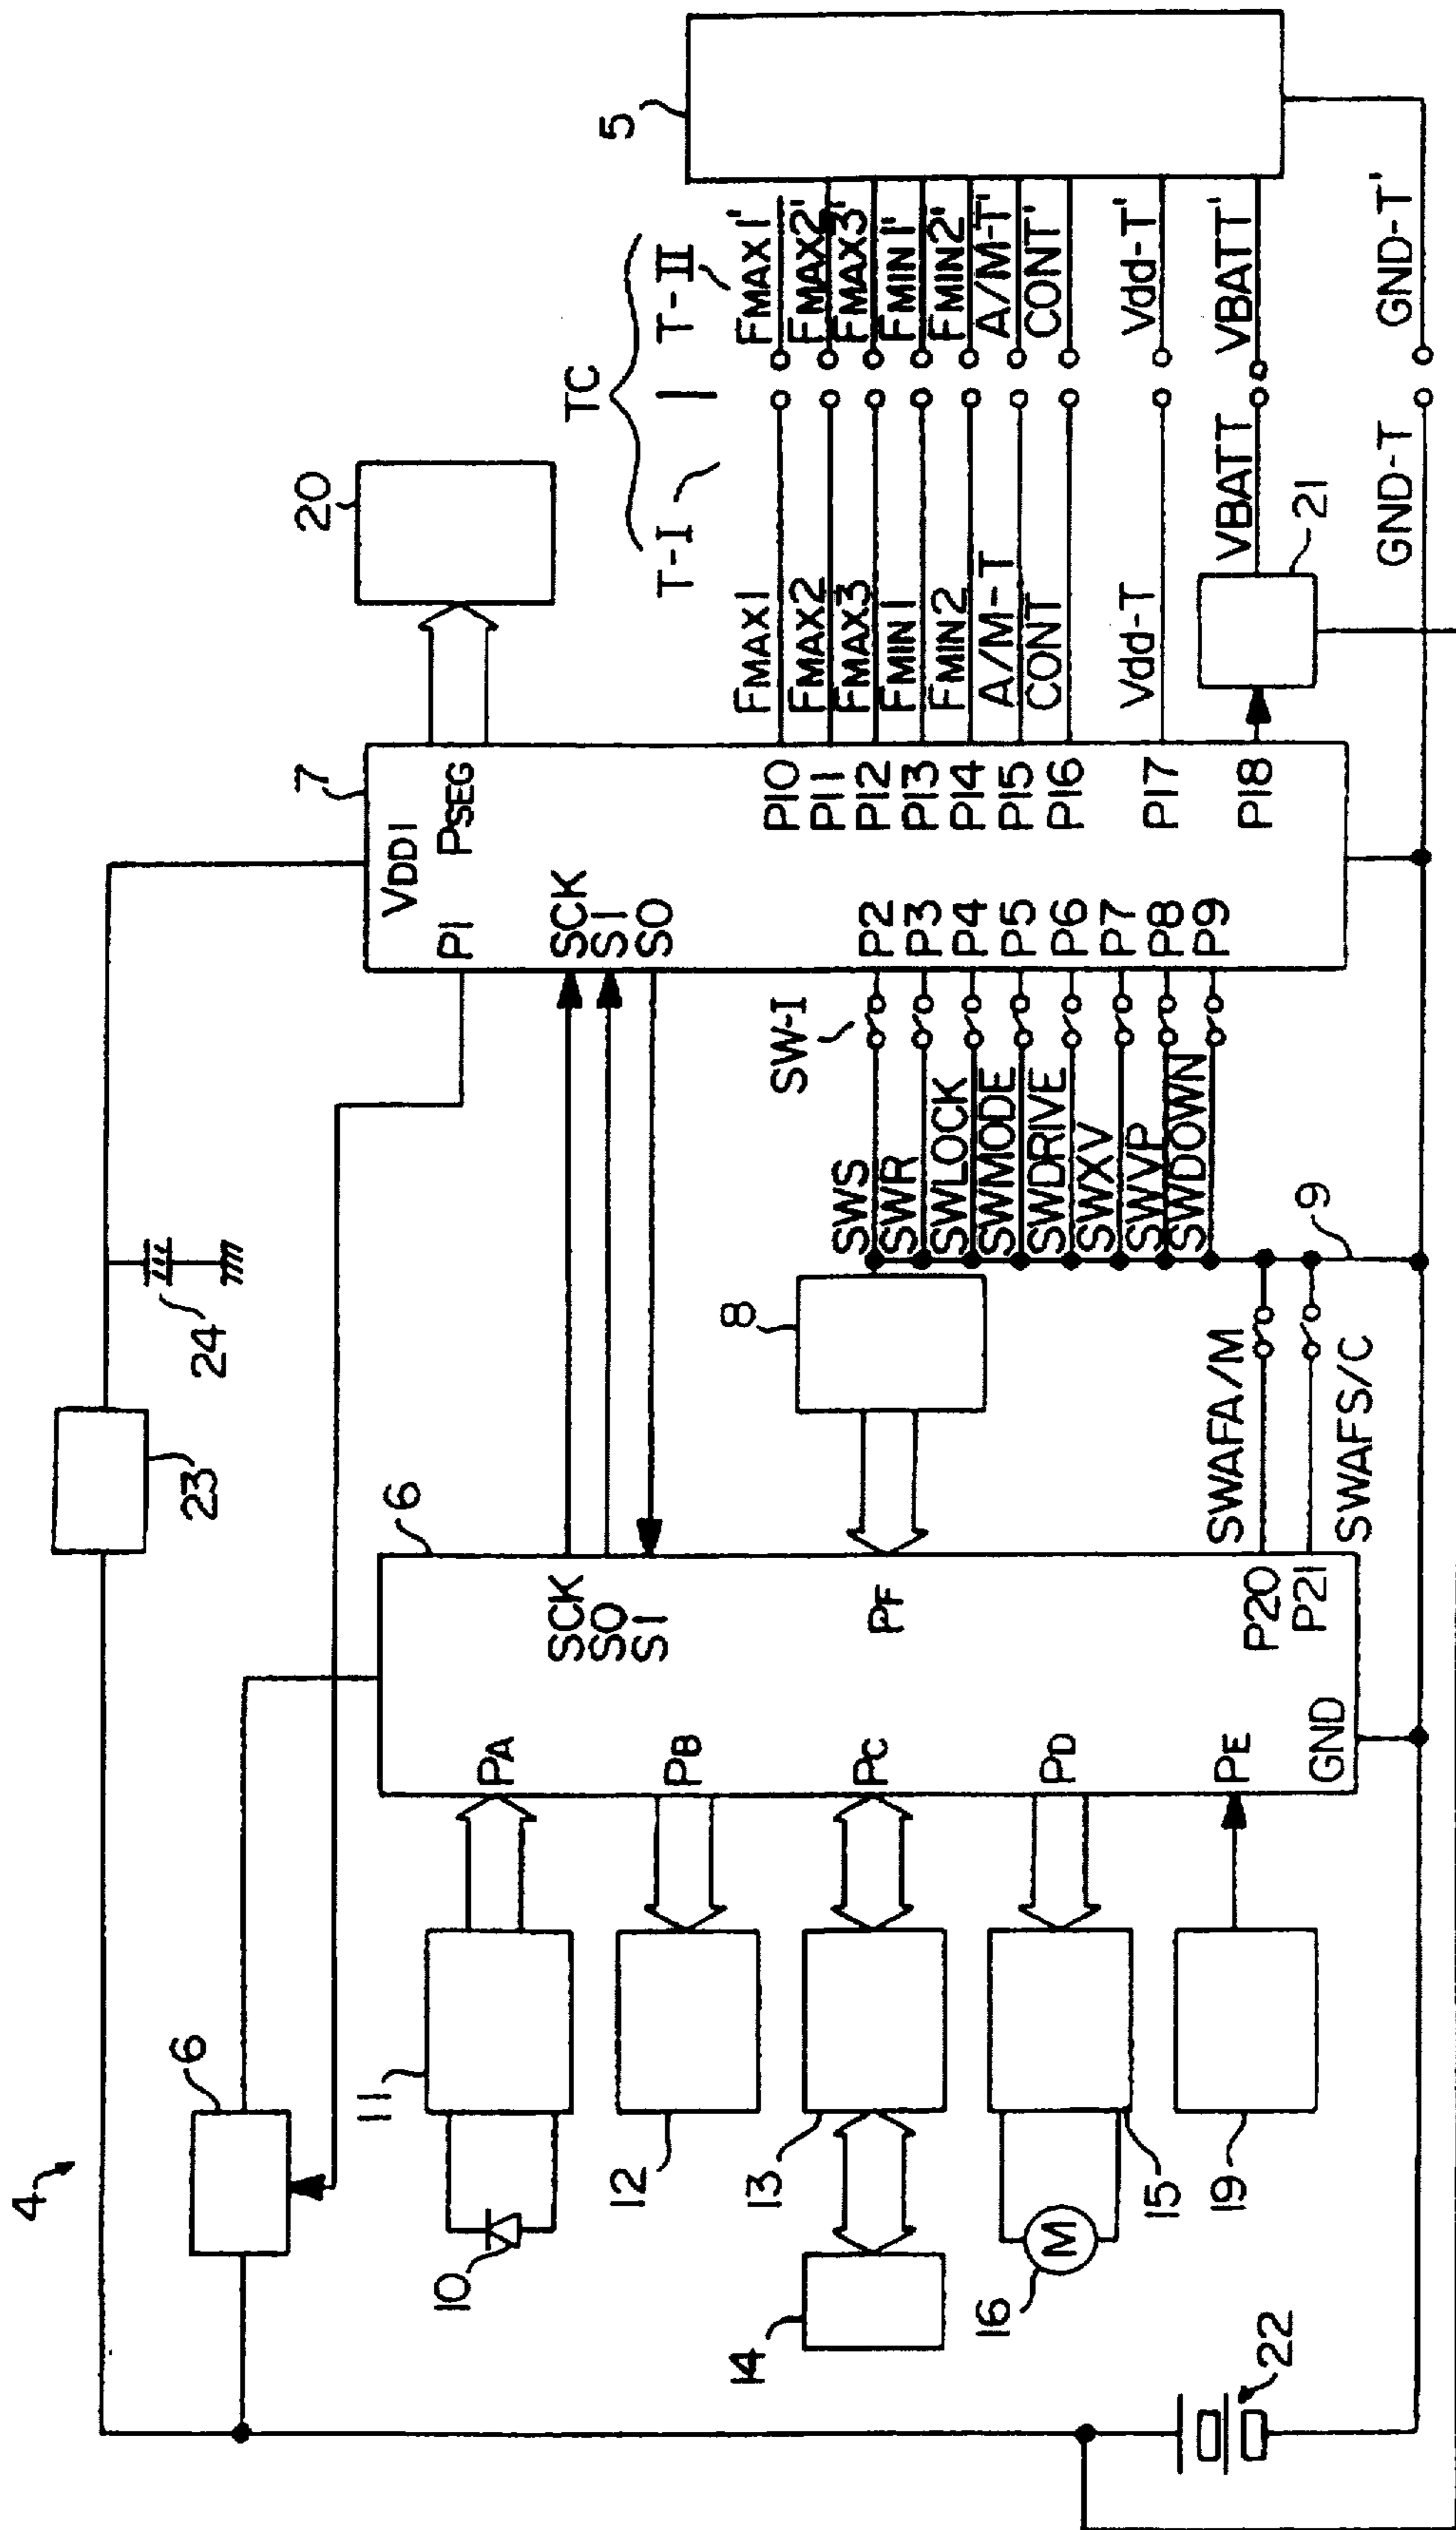 4
23
24
6
7
VDD1
P1
PSEG
20
6
SCK
SO
SI
SCK
SI
SO
11
10
PA
12
PB
13
14
PC
15
16
M
PD
19
PE
GND
22
PF
8
P20
P21
SWAFA/M
SWAFS/C
9
SW-I
SWS
SWR
SWLOCK
SWMODE
SWDRIVE
SWXV
SWVP
SWDOWN
P2
P3
P4
P5
P6
P7
P8
P9
P10
P11
P12
P13
P14
P15
P16
P17
P18
TC
T-I
T-II
FMAX1
FMAX2
FMAX3
FMIN1
FMIN2
A/M-T
CONT
Vdd-T
VBATT
21
GND-T
FMAX1'
FMAX2'
FMAX3'
FMIN1'
FMIN2'
A/M-T'
CONT'
Vdd-T'
VBATT'
GND-T'
5